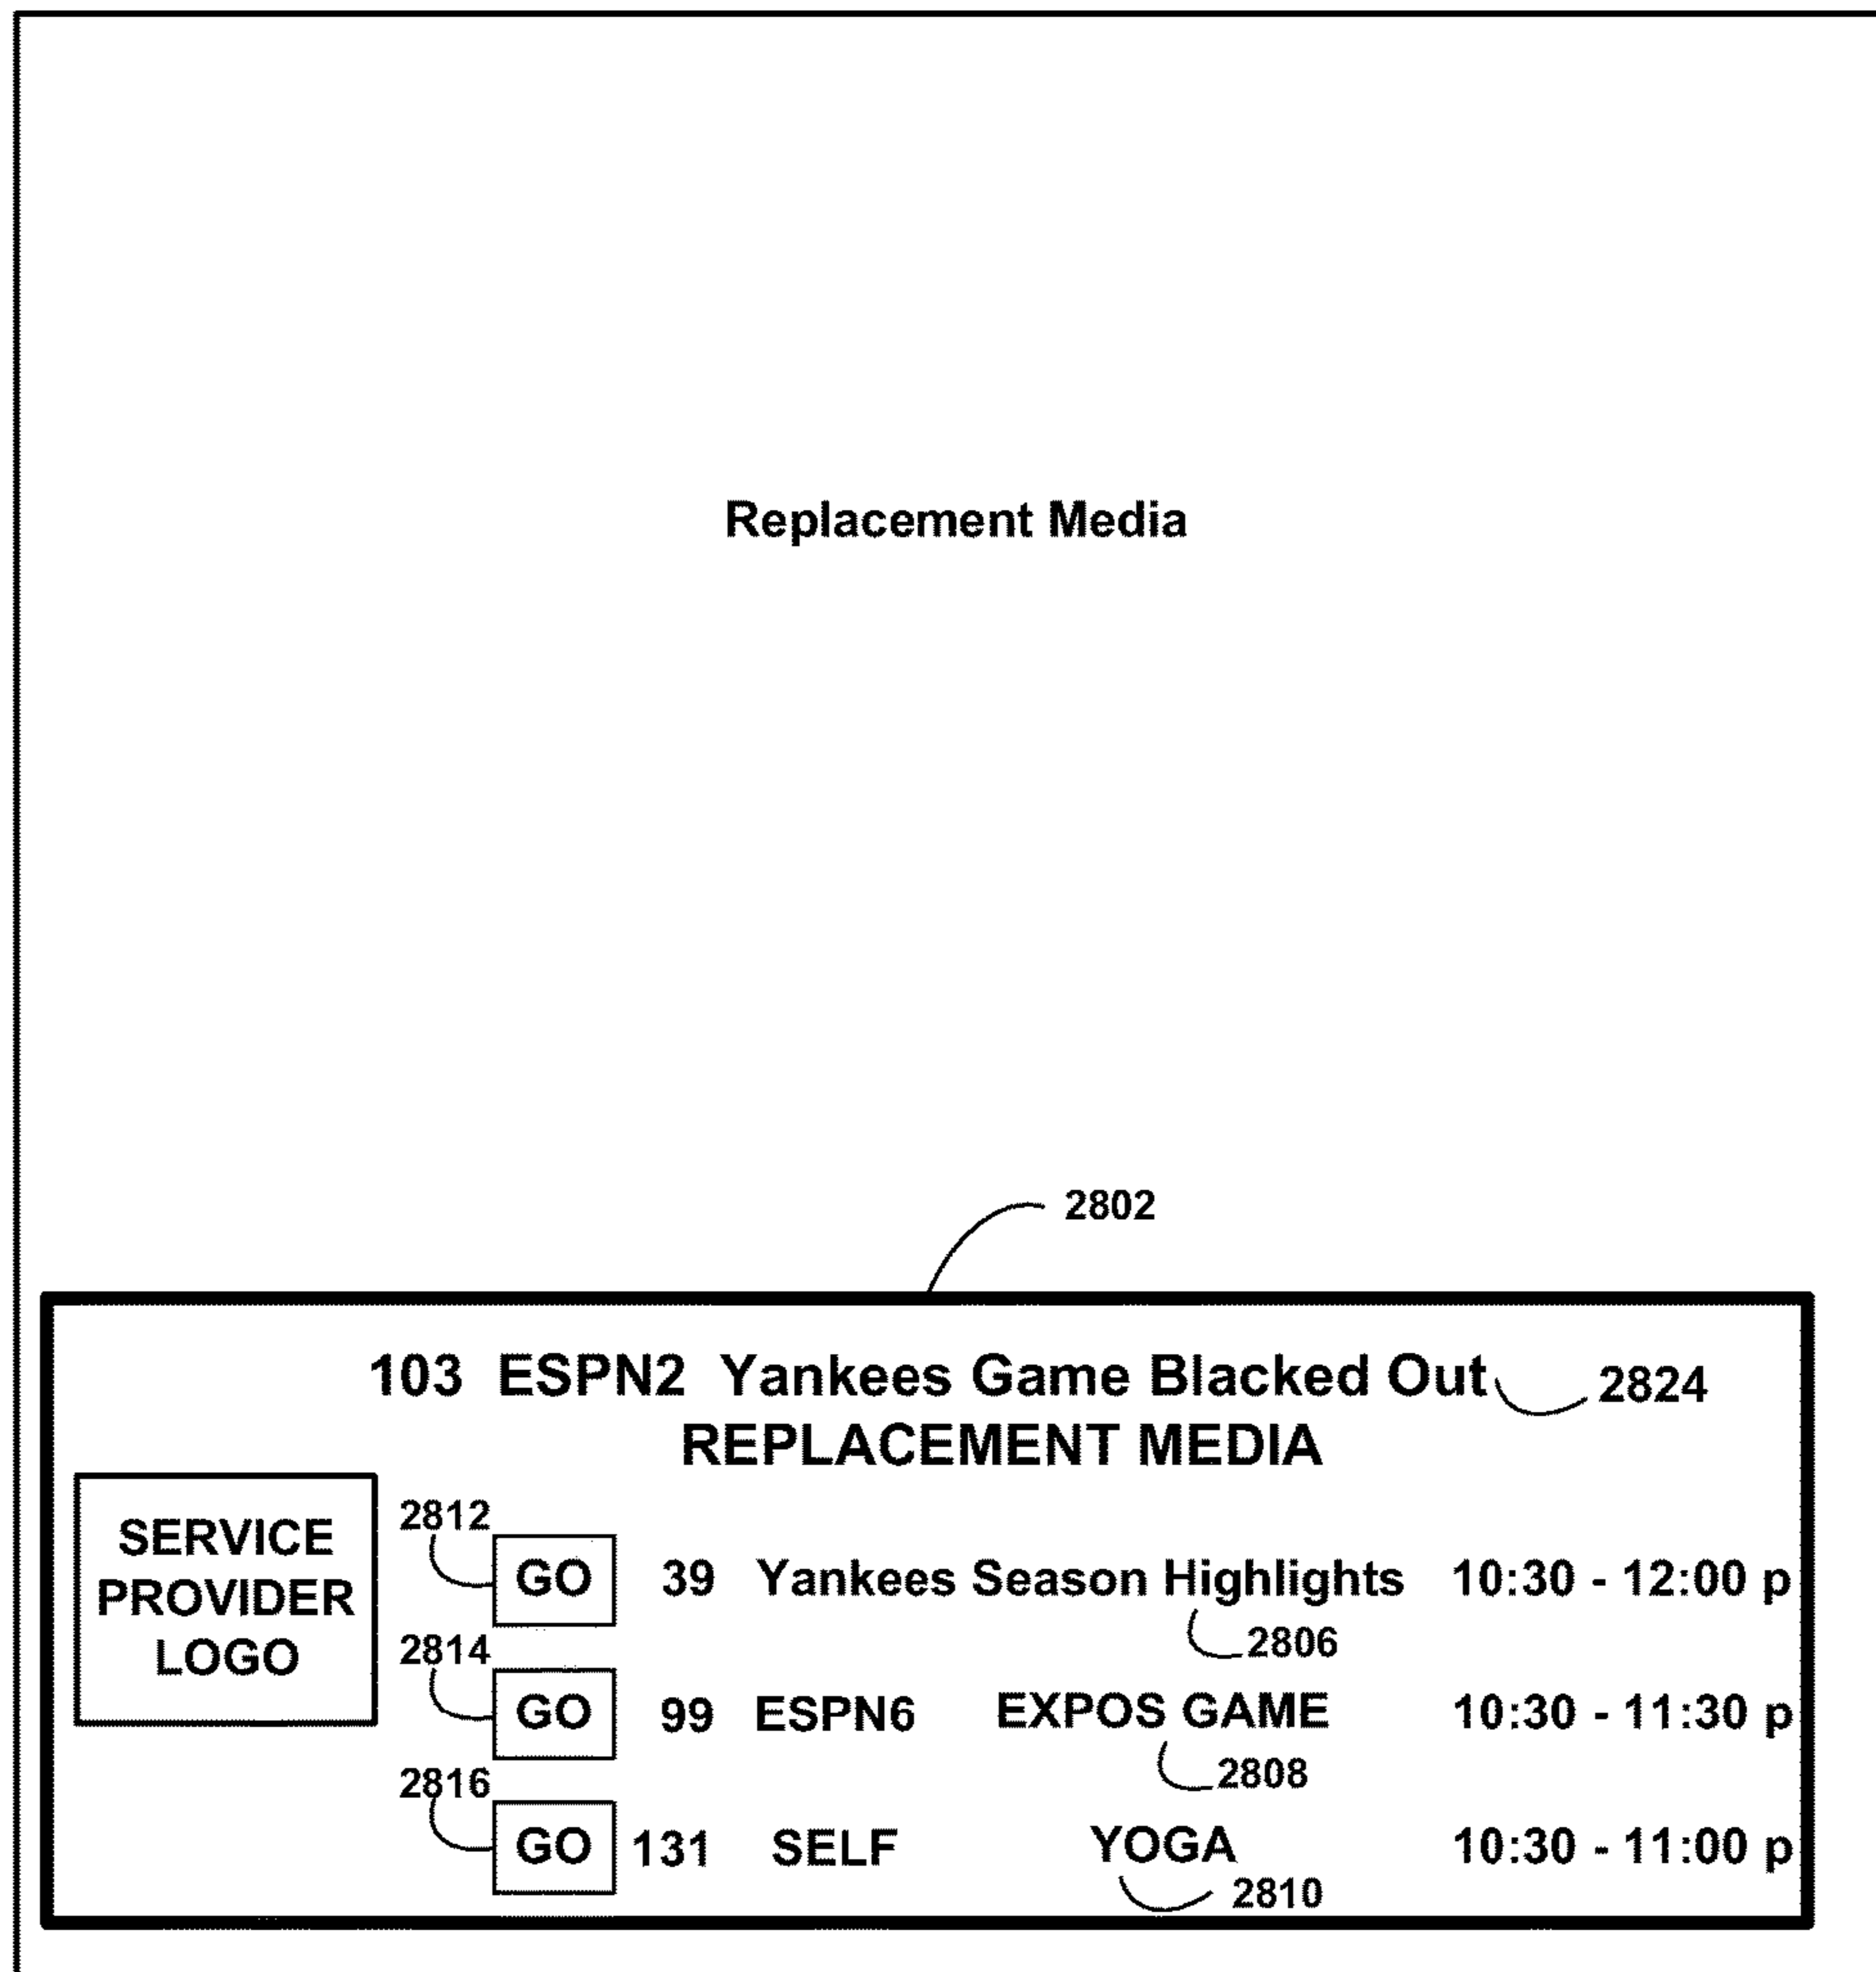 Replacement Media
2802
103 ESPN2 Yankees Game Blacked Out 2824
REPLACEMENT MEDIA
SERVICE
PROVIDER
LOGO
2812
GO 39 Yankees Season Highlights 10:30 - 12:00 p
2806
2814
GO 99 ESPN6 EXPOS GAME 10:30 - 11:30 p
2808
2816
GO 131 SELF YOGA 10:30 - 11:00 p
2810